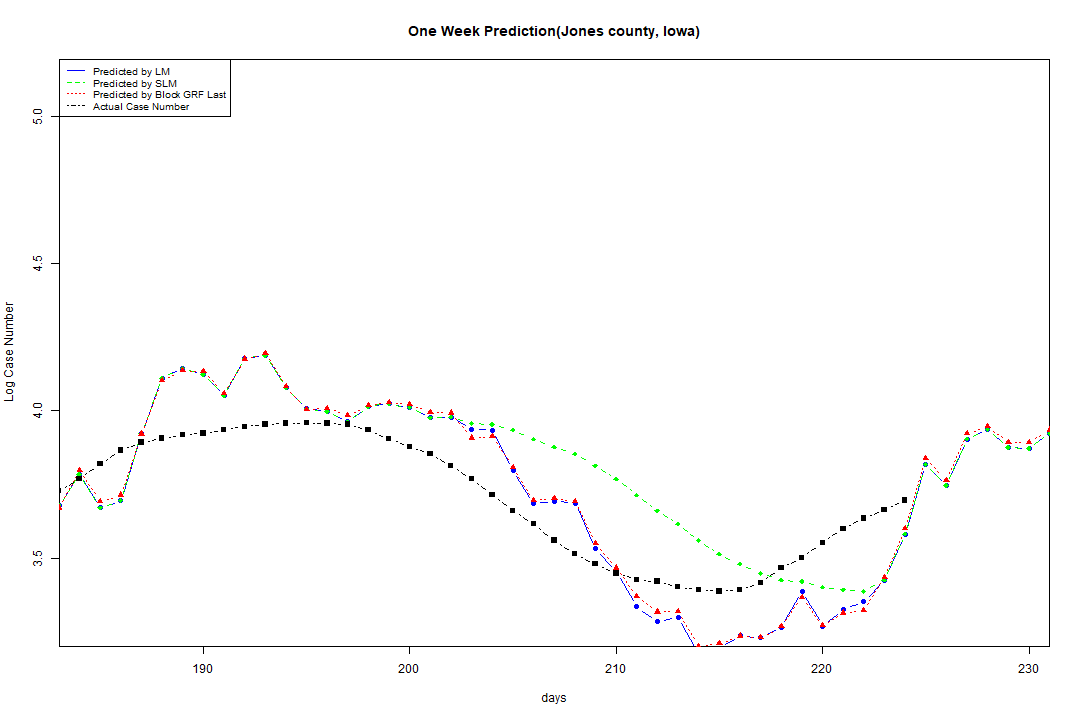 One Week Prediction(Jones county, Iowa)
Predicted by LM
Predicted by SLM
Predicted by Block GRF Last
Actual Case Number
5.0
4.5
4.0
3.5
Log Case Number
190 200 210 220 230
days